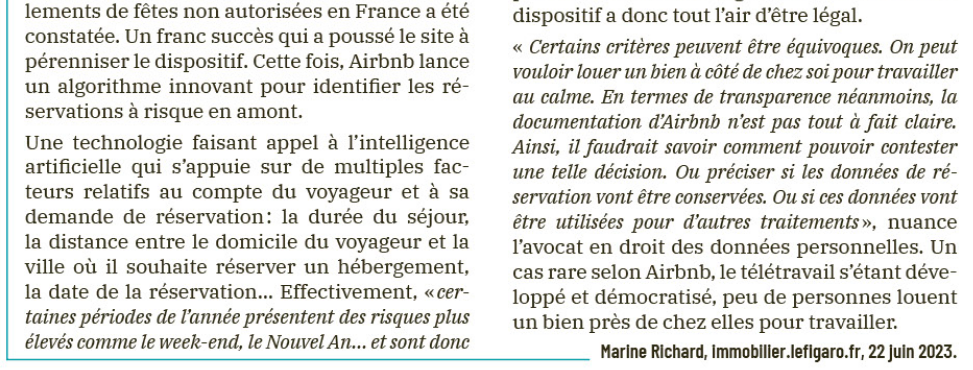 lements de fêtes non autorisées en France a été
constatée. Un franc succès qui a poussé le site à
pérenniser le dispositif. Cette fois, Airbnb lance
un algorithme innovant pour identifier les ré-
servations à risque en amont.
Une technologie faisant appel à l’intelligence
artificielle qui s’appuie sur de multiples fac-
teurs relatifs au compte du voyageur et à sa
demande de réservation : la durée du séjour,
la distance entre le domicile du voyageur et la
ville où il souhaite réserver un hébergement,
la date de la réservation... Effectivement, « cer-
taines périodes de l’année présentent des risques plus
élevés comme le week-end, le Nouvel An... et sont donc
dispositif a donc tout l’air d’être légal.
« Certains critères peuvent être équivoques. On peut
vouloir louer un bien à côté de chez soi pour travailler
au calme. En termes de transparence néanmoins, la
documentation d’Airbnb n’est pas tout à fait claire.
Ainsi, il faudrait savoir comment pouvoir contester
une telle décision. Ou préciser si les données de ré-
servation vont être conservées. Ou si ces données vont
être utilisées pour d’autres traitements », nuance
l’avocat en droit des données personnelles. Un
cas rare selon Airbnb, le télétravail s’étant déve-
loppé et démocratisé, peu de personnes louent
un bien près de chez elles pour travailler.
Marine Richard, immobilier.lefigaro.fr, 22 juin 2023.